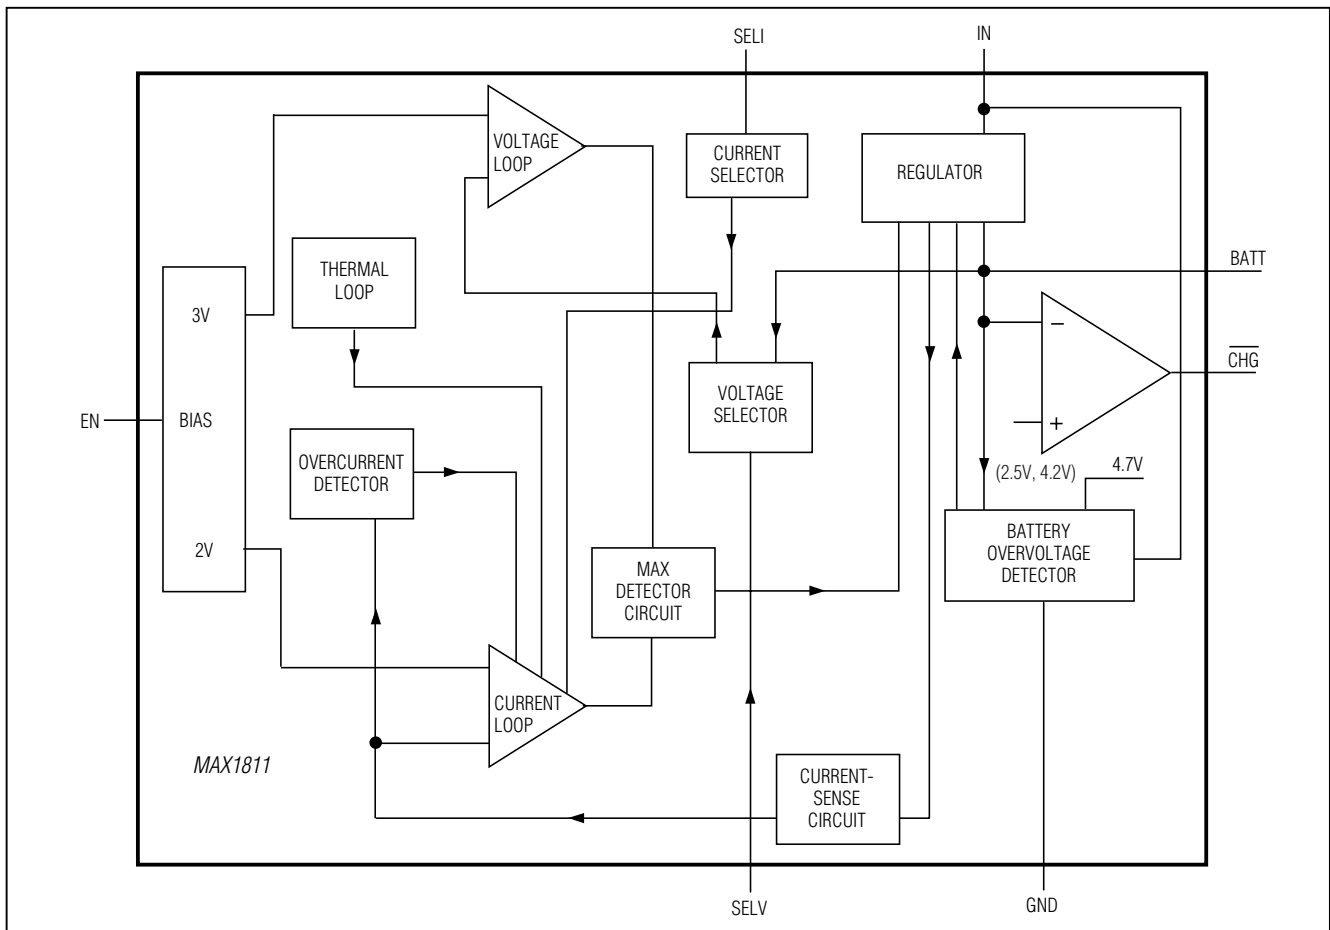 SELI
IN
VOLTAGE
LOOP
CURRENT
SELECTOR
REGULATOR
THERMAL
LOOP
BATT
3V
−
CHG
VOLTAGE
SELECTOR
EN
BIAS
+
OVERCURRENT
DETECTOR
(2.5V, 4.2V)
4.7V
2V
BATTERY
OVERVOLTAGE
DETECTOR
MAX
DETECTOR
CIRCUIT
CURRENT
LOOP
MAX1811
CURRENT-
SENSE
CIRCUIT
SELV
GND